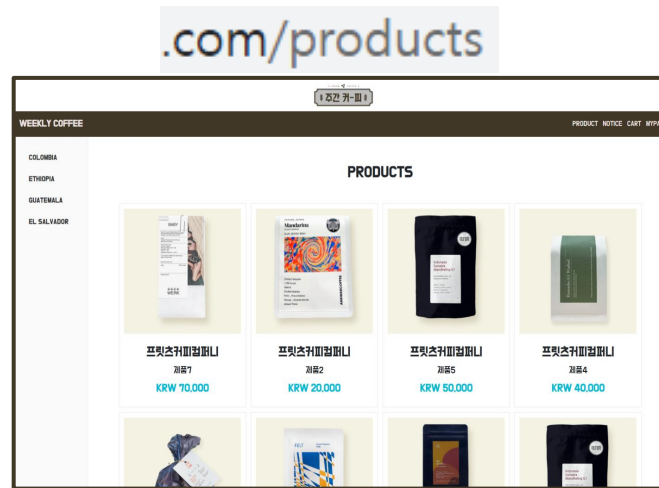 .com/products
주간 커-피
WEEKLY COFFEE
PRODUCT NOTICE CART MYPA
COLOMBIA
ETHIOPIA
GUATEMALA
EL SALVADOR
PRODUCTS
Mandarina
프릿츠커피컴퍼니
제품7
KRW 70,000
프릿츠커피컴퍼니
제품2
KRW 20,000
프릿츠커피컴퍼니
제품5
KRW 50,000
프릿츠커피컴퍼니
제품4
KRW 40,000
FELT